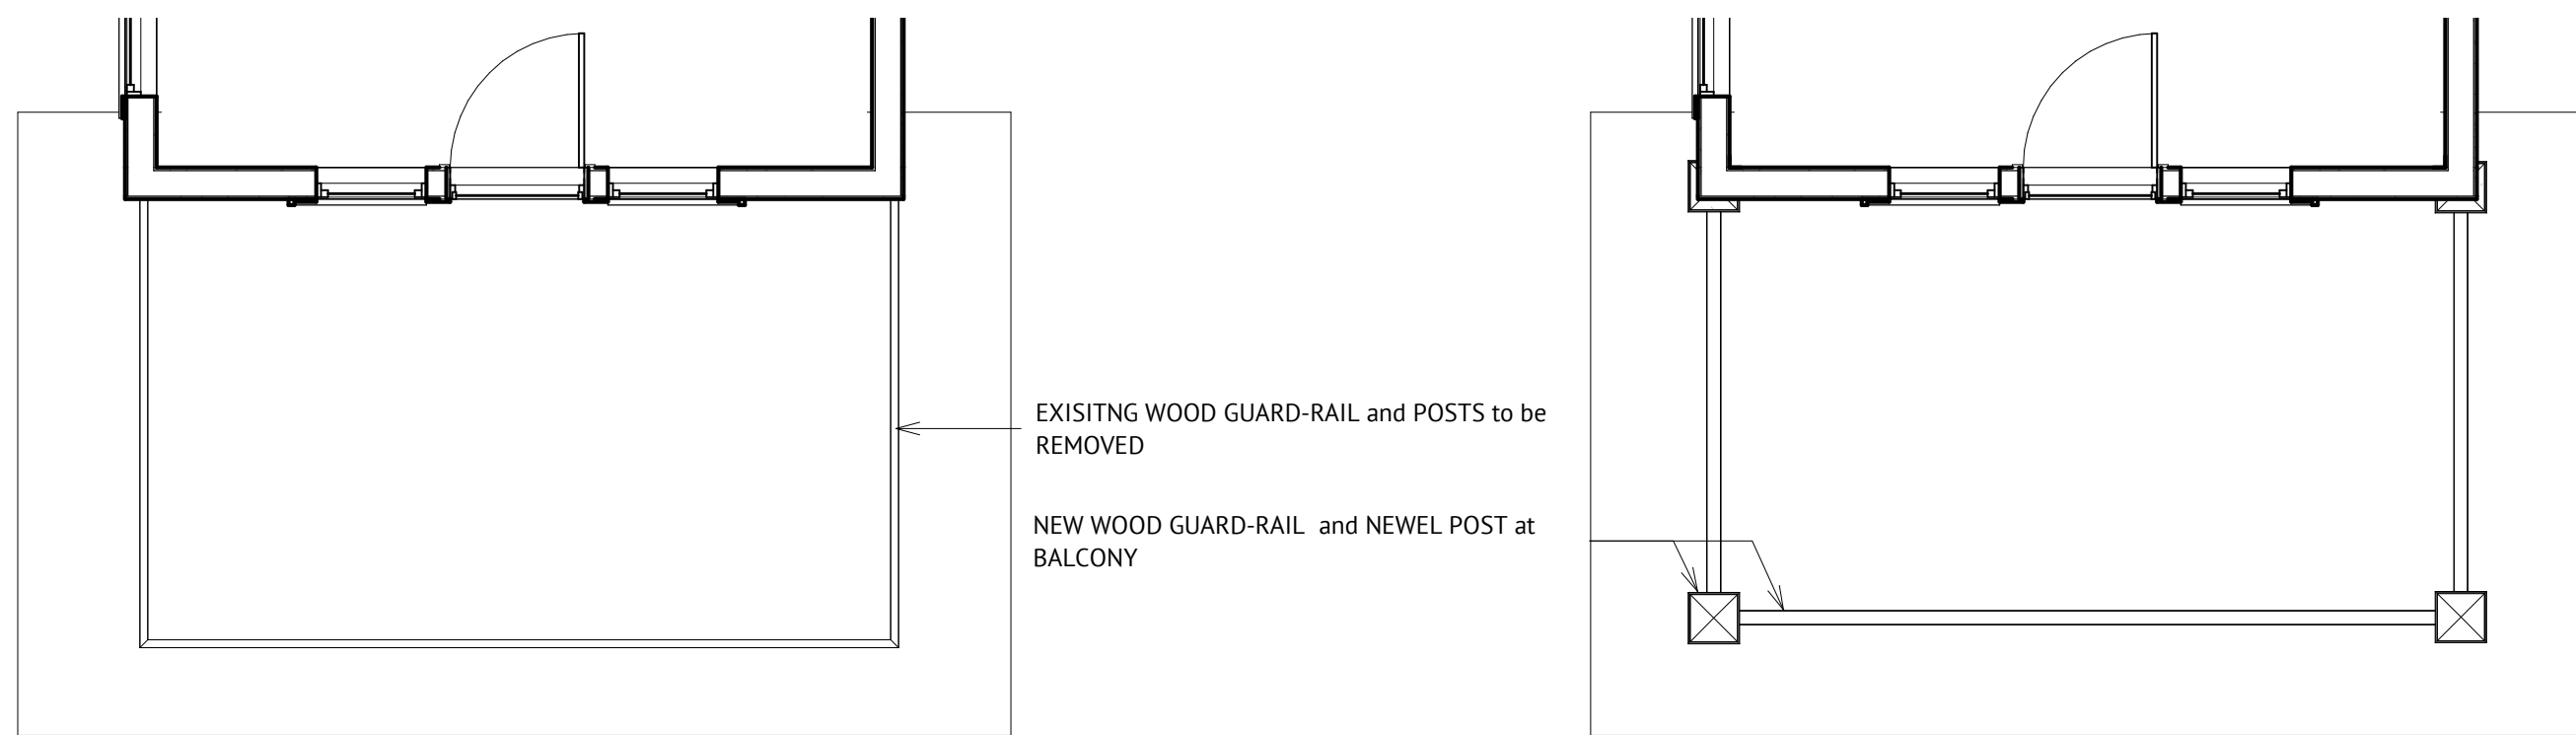 EXISITNG WOOD GUARD-RAIL and POSTS to be
REMOVED
NEW WOOD GUARD-RAIL and NEWEL POST at
BALCONY